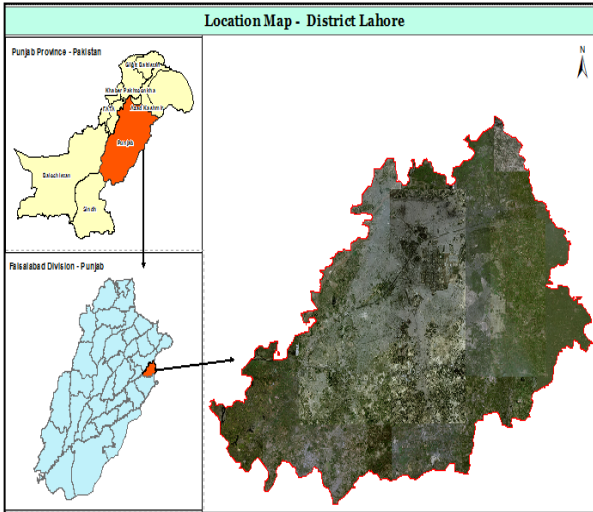 Location Map - District Lahore
Punjab Province - Pakistan
N
Gilgit Baltistan
Khyber Pakhtunkhwa
FATA
Azad Kashmir
Punjab
Balochistan
Sindh
Faisalabad Division - Punjab